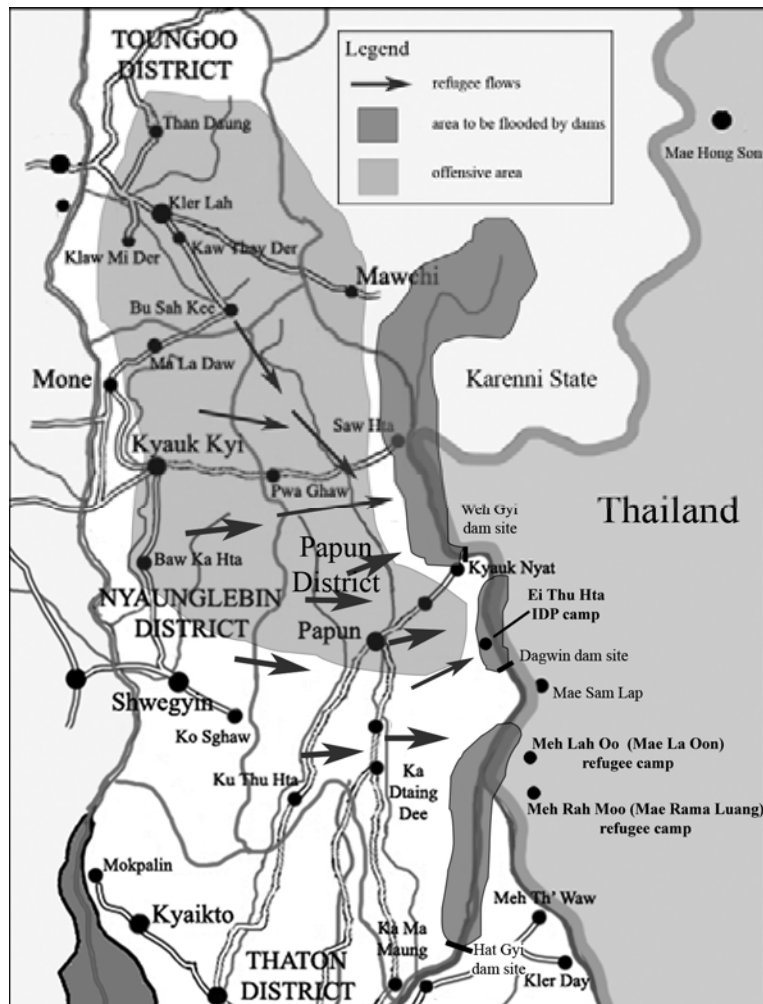 TOUNGOO
DISTRICT
Legend
refugee flows
area to be flooded by dams
offensive area
Than Daung
Mae Hong Son
Kler Lah
Klaw Mi Der
Kaw Thay Der
Mawchi
Bu Sah Kee
Ma La Daw
Mone
Karenni State
Saw Hta
Kyauk Kyi
Pwa Ghaw
Thailand
Weh Gyi
dam site
Papun
District
Baw Ka Hta
Kyauk Nyat
NYAUNGLEBIN
DISTRICT
Ei Thu Hta
IDP camp
Papun
Dagwin dam site
Shwegyin
Mae Sam Lap
Ko Sghaw
Meh Lah Oo (Mae La Oon)
refugee camp
Ku Thu Hta
Ka
Dtaing
Dee
Meh Rah Moo (Mae Rama Luang)
refugee camp
Mokpalin
Meh Th' Waw
Kyaikto
Ka Ma
Maung
Hat Gyi
dam site
THATON
DISTRICT
Kler Day